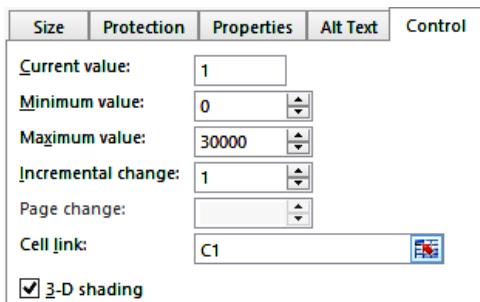 Size Protection Properties Alt Text Control
Current value: 1
Minimum value: 0
Maximum value: 30000
Incremental change: 1
Page change:
Cell link: C1
3-D shading